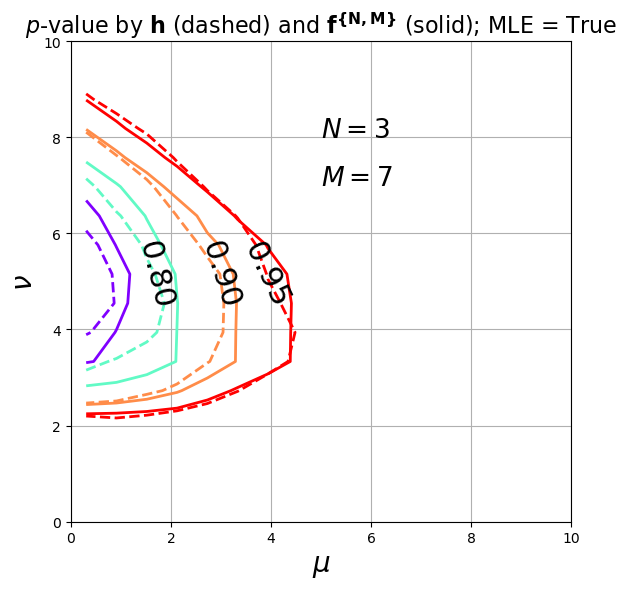 p-value by h (dashed) and f^{N,M} (solid); MLE = True
10
8
6
4
2
0
N = 3
M = 7
0.80
0.90
0.95
ν
0 2 4 6 8 10
μ